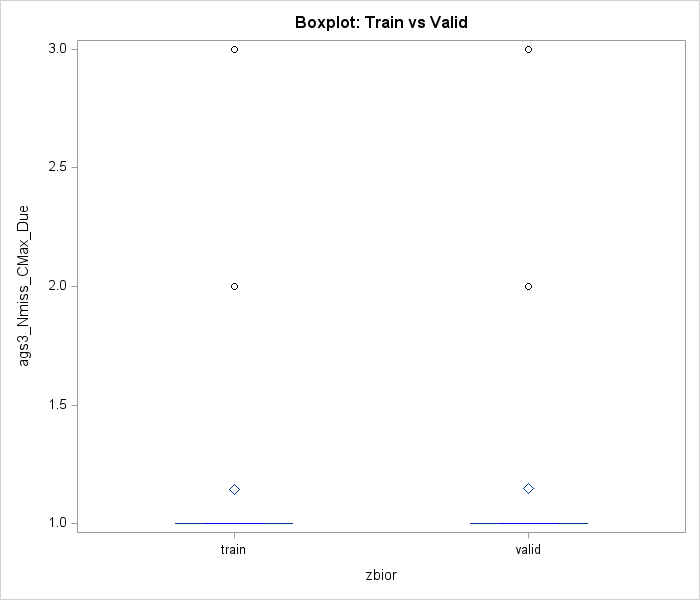 Boxplot: Train vs Valid
ags3_Nmiss_CMax_Due
3.0
2.5
2.0
1.5
1.0
train valid
zbior